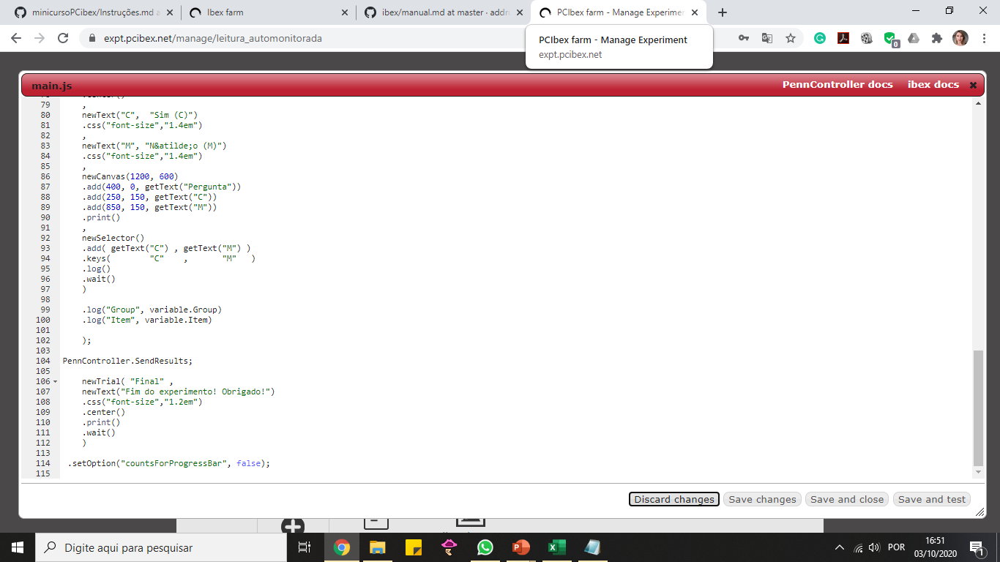 minicursoPCibex/Instruções.md a
Ibex farm
ibex/manual.md at master · addr
PCIbex farm - Manage Experimen
expt.pcibex.net/manage/leitura_automonitorada
PCIbex farm - Manage Experiment
expt.pcibex.net
0
main.js
PennController docs
ibex docs
79 ,
80 newText("C",  "Sim (C)")
81 .css("font-size","1.4em")
82 ,
83 newText("M", "N&atilde;o (M)")
84 .css("font-size","1.4em")
85 ,
86 newCanvas(1200, 600)
87 .add(400, 0, getText("Pergunta"))
88 .add(250, 150, getText("C"))
89 .add(850, 150, getText("M"))
90 .print()
91 ,
92 newSelector()
93 .add( getText("C") , getText("M") )
94 .keys(        "C"    ,       "M"   )
95 .log()
96 .wait()
97 )
98
99 .log("Group", variable.Group)
100 .log("Item", variable.Item)
101
102 );
103
104 PennController.SendResults;
105
106 newTrial( "Final" ,
107 newText("Fim do experimento! Obrigado!")
108 .css("font-size","1.2em")
109 .center()
110 .print()
111 .wait()
112 )
113
114 .setOption("countsForProgressBar", false);
115
Discard changes
Save changes
Save and close
Save and test
Digite aqui para pesquisar
POR
16:51
03/10/2020
1